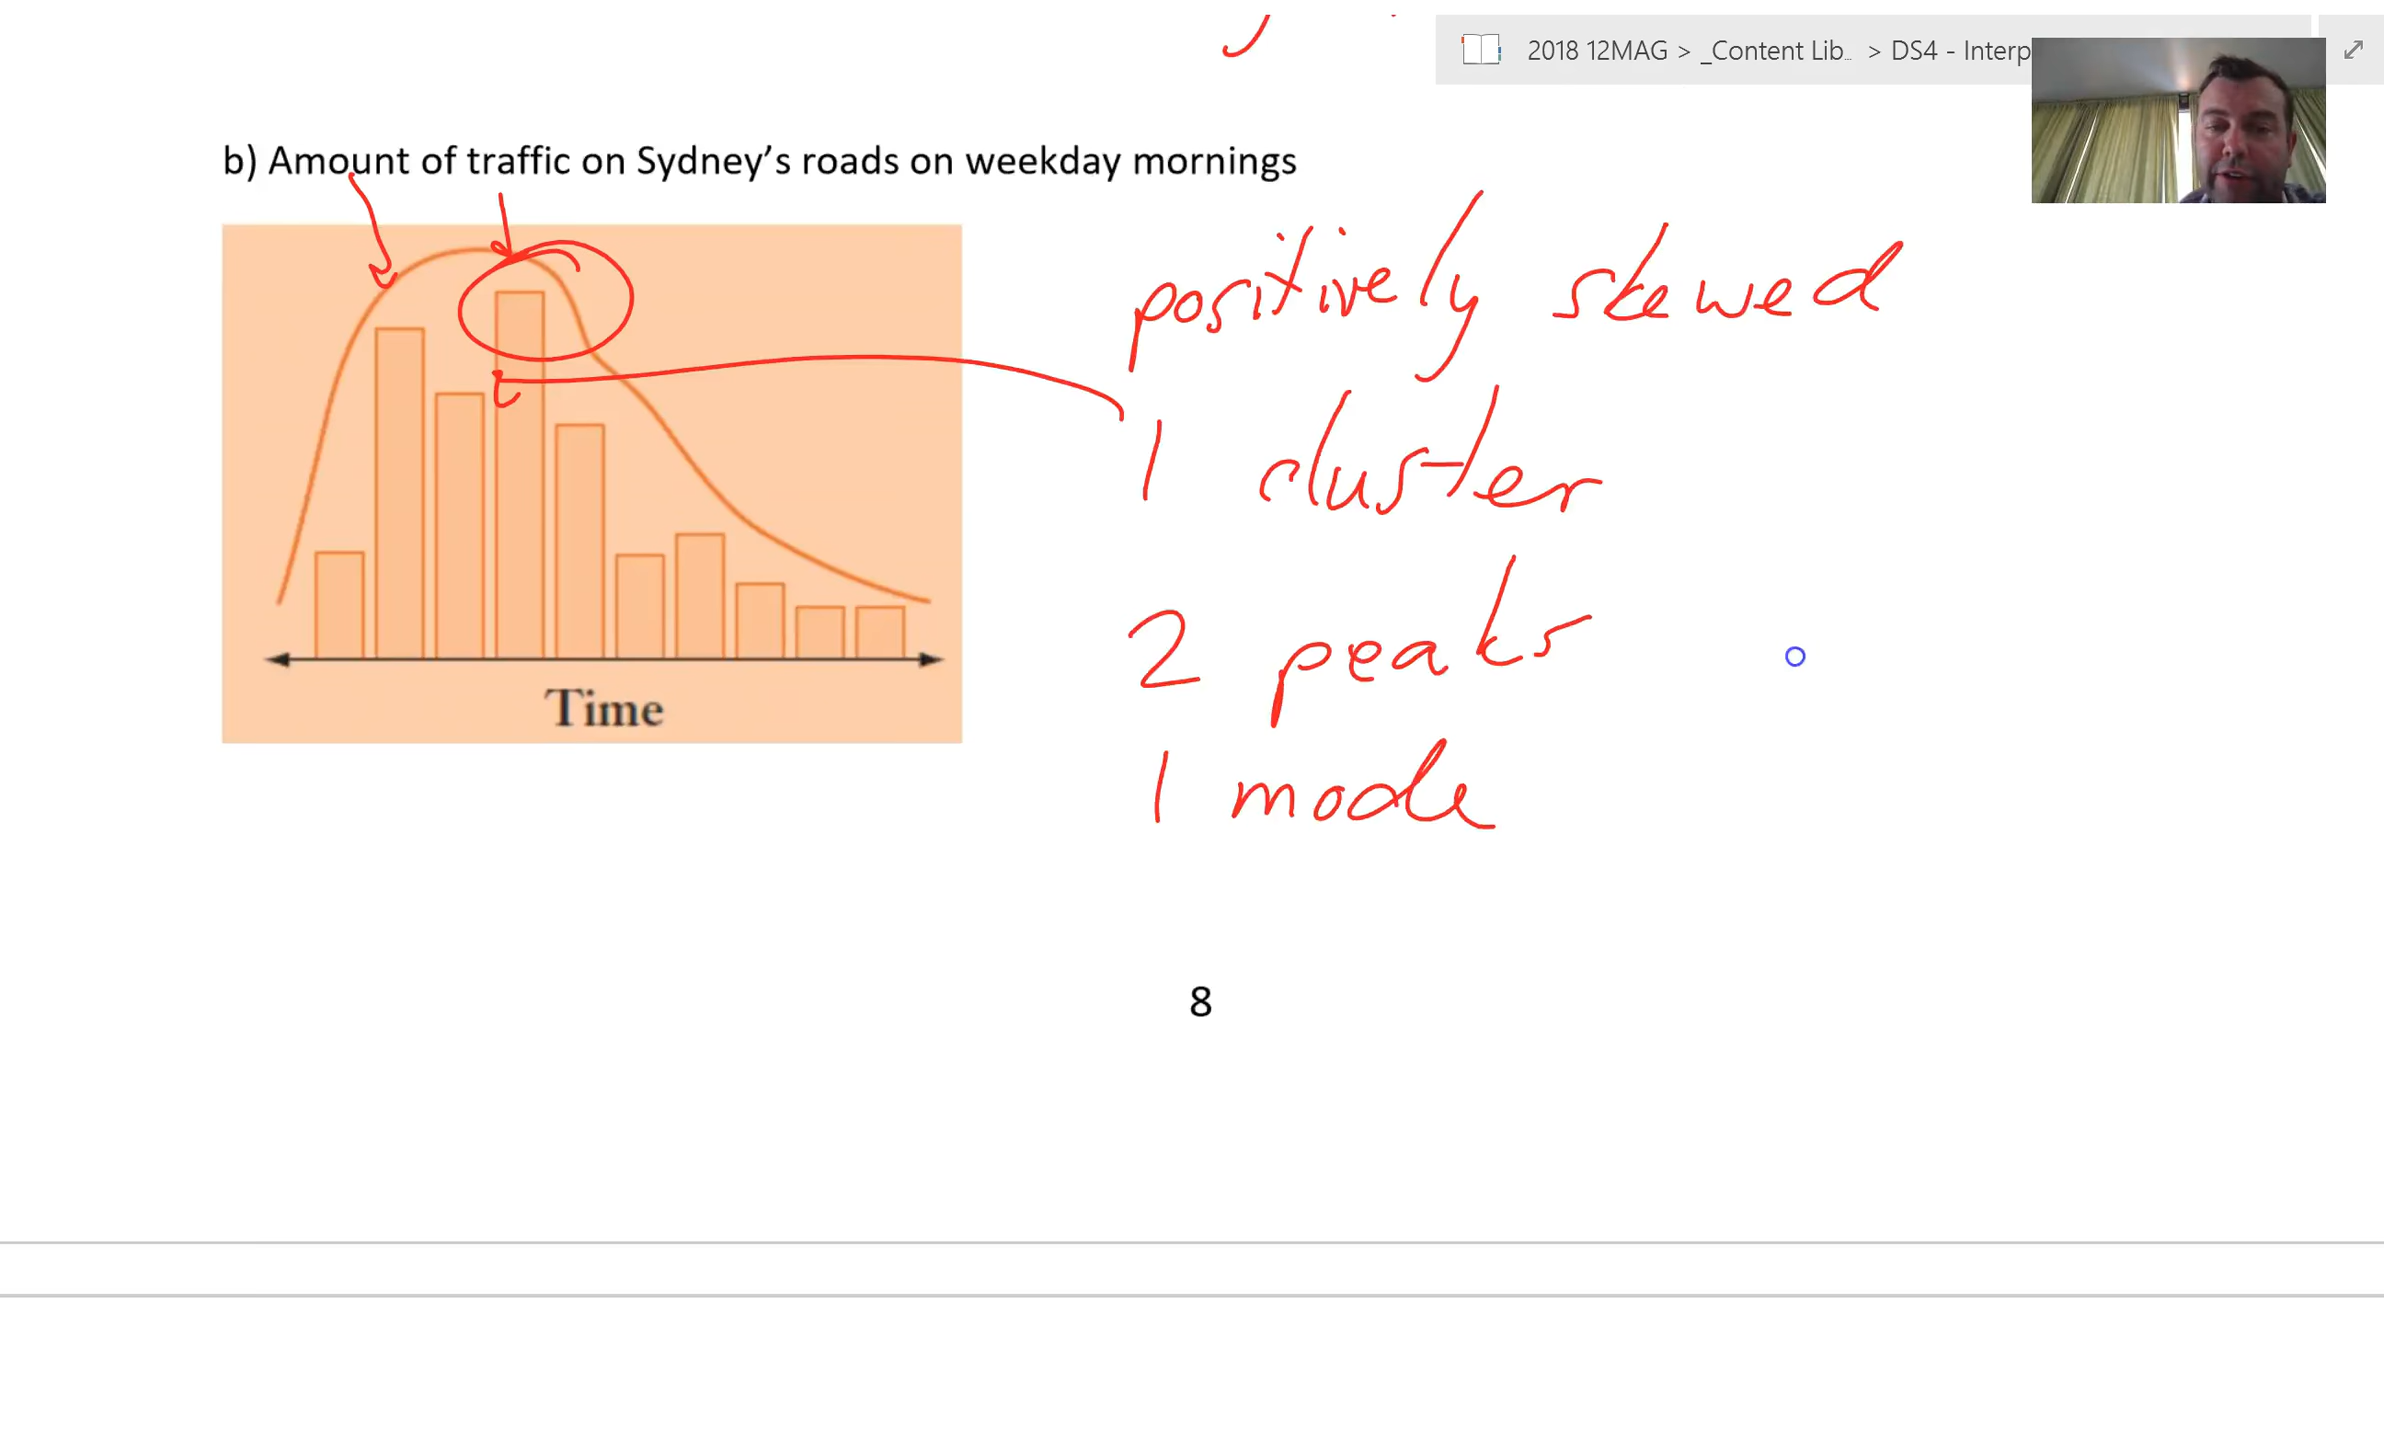 2018 12MAG > _Content Lib... > DS4 - Interp
b) Amount of traffic on Sydney's roads on weekday mornings
positively skewed
1 cluster
2 peaks
1 mode
Time
8